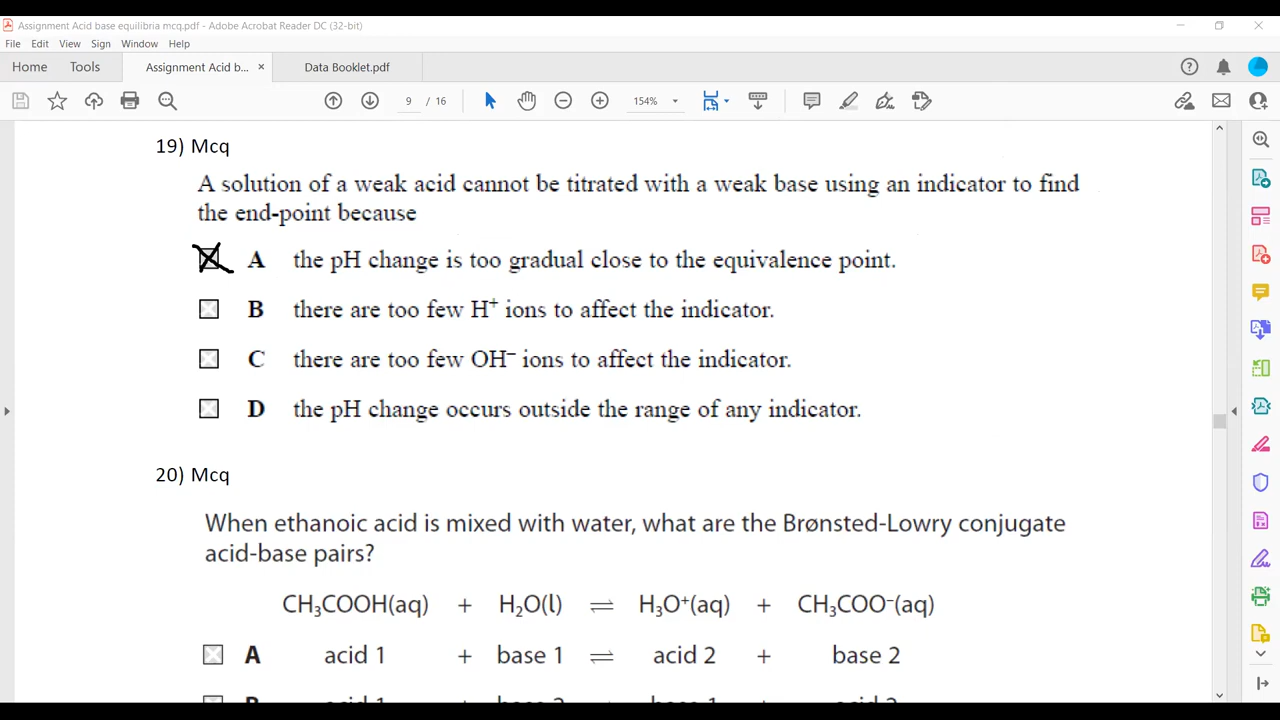 Assignment Acid base equilibria mcq.pdf - Adobe Acrobat Reader DC (32-bit)
File Edit View Sign Window Help
Home Tools Assignment Acid b... × Data Booklet.pdf
9 / 16 154%
19) Mcq
A solution of a weak acid cannot be titrated with a weak base using an indicator to find
the end-point because
A the pH change is too gradual close to the equivalence point.
B there are too few H⁺ ions to affect the indicator.
C there are too few OH⁻ ions to affect the indicator.
D the pH change occurs outside the range of any indicator.
20) Mcq
When ethanoic acid is mixed with water, what are the Brønsted-Lowry conjugate
acid-base pairs?
CH₃COOH(aq) + H₂O(l) ⇌ H₃O⁺(aq) + CH₃COO⁻(aq)
A acid 1 + base 1 ⇌ acid 2 + base 2